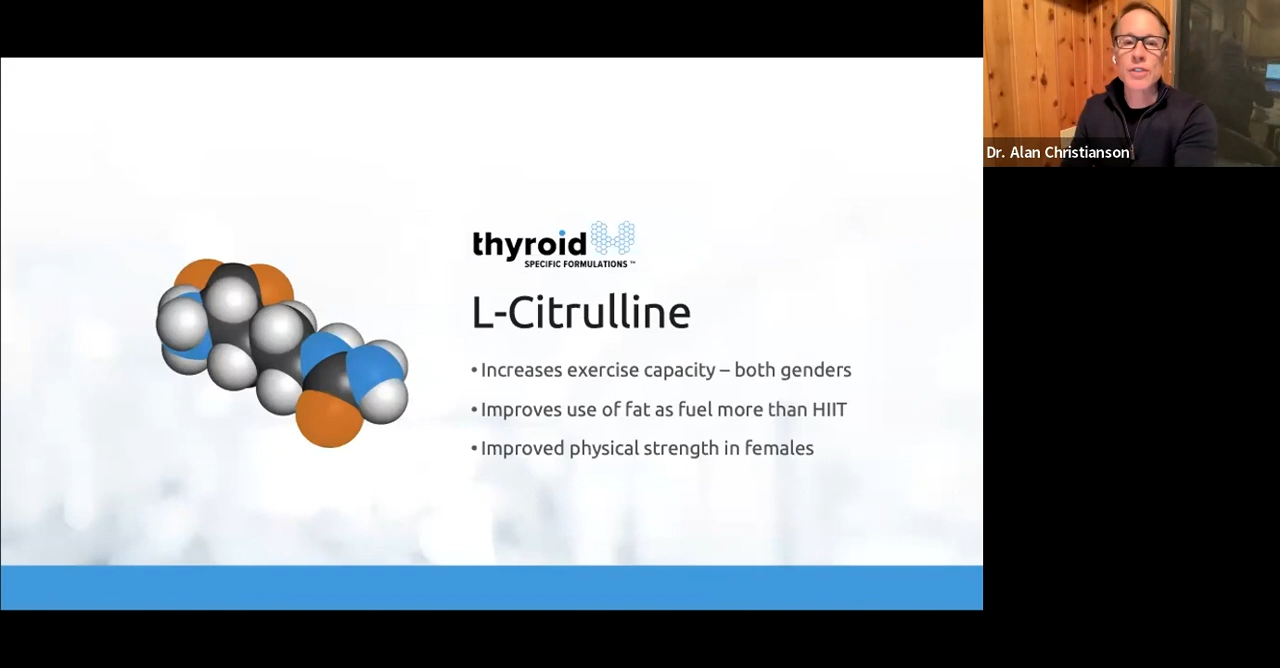 Dr. Alan Christianson
thyroid
SPECIFIC FORMULATIONS ™
L-Citrulline
• Increases exercise capacity – both genders
• Improves use of fat as fuel more than HIIT
• Improved physical strength in females